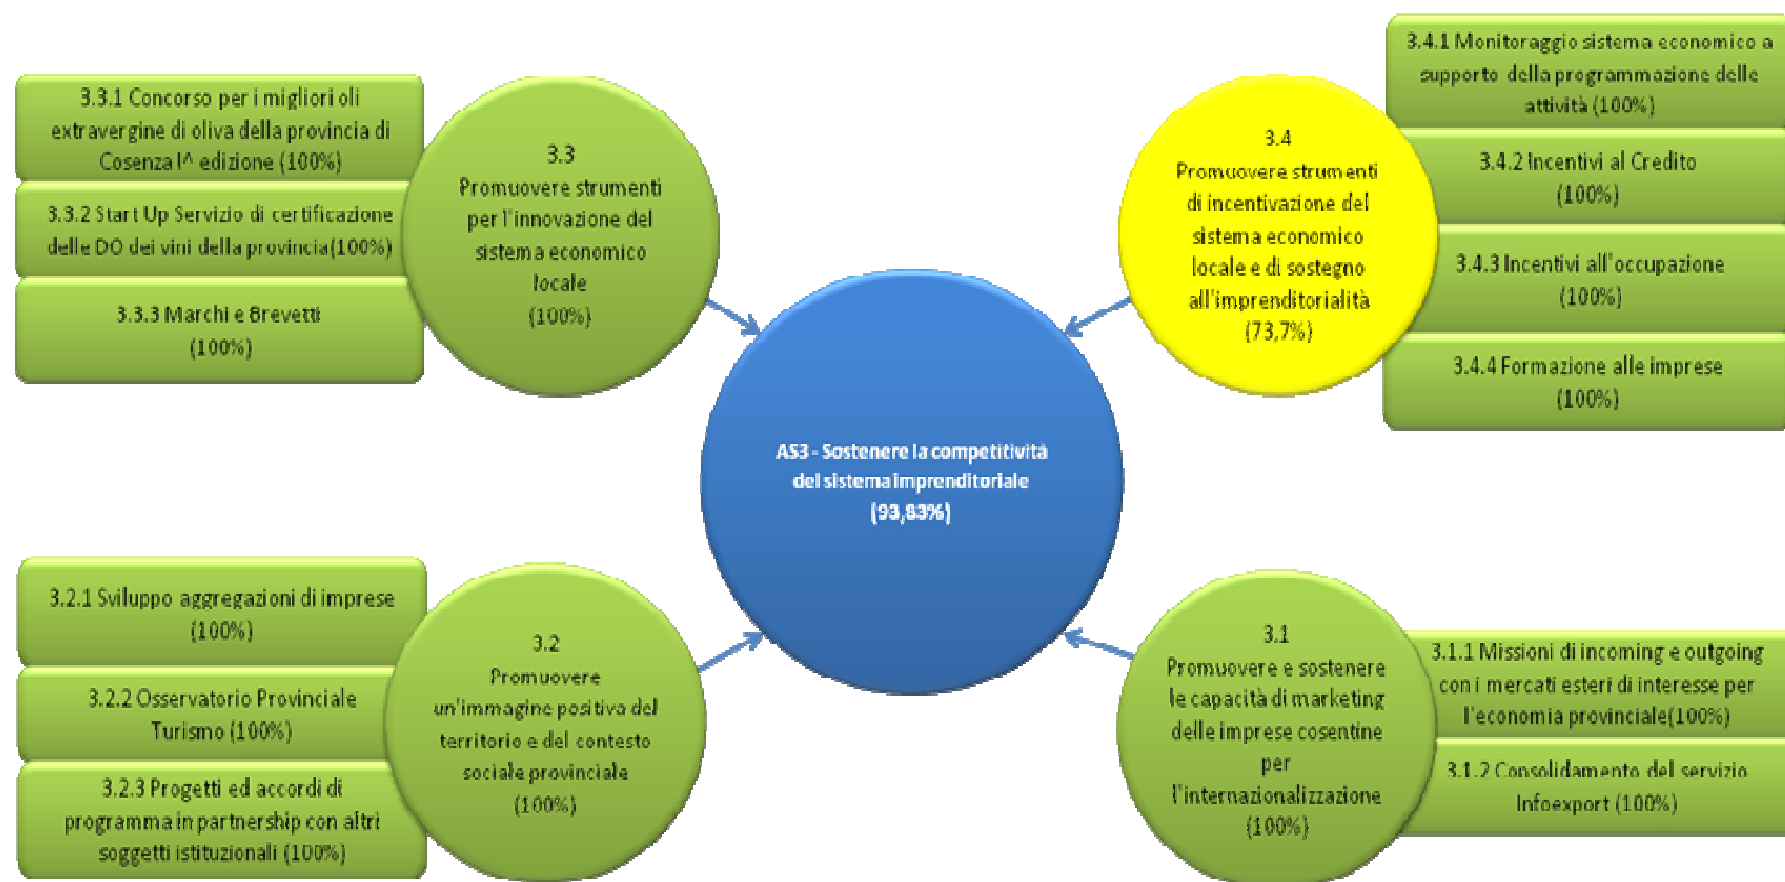 3.3.1 Concorso per i migliori oli
extravergine di oliva della provincia di
Cosenza I^ edizione (100%)
3.3.2 Start Up Servizio di certificazione
delle DO dei vini della provincia(100%)
3.3.3 Marchi e Brevetti
(100%)
3.3
Promuovere strumenti
per l'innovazione del
sistema economico
locale
(100%)
3.4
Promuovere strumenti
di incentivazione del
sistema economico
locale e di sostegno
all'imprenditorialità
(73,7%)
3.4.1 Monitoraggio sistema economico a
supporto della programmazione delle
attività (100%)
3.4.2 Incentivi al Credito
(100%)
3.4.3 Incentivi all'occupazione
(100%)
3.4.4 Formazione alle imprese
(100%)
AS3 - Sostenere la competitività
del sistema imprenditoriale
(93,83%)
3.2.1 Sviluppo aggregazioni di imprese
(100%)
3.2.2 Osservatorio Provinciale
Turismo (100%)
3.2.3 Progetti ed accordi di
programma in partnership con altri
soggetti istituzionali (100%)
3.2
Promuovere
un'immagine positiva del
territorio e del contesto
sociale provinciale
(100%)
3.1
Promuovere e sostenere
le capacità di marketing
delle imprese cosentine
per
l'internazionalizzazione
(100%)
3.1.1 Missioni di incoming e outgoing
con i mercati esteri di interesse per
l'economia provinciale(100%)
3.1.2 Consolidamento del servizio
Infoexport (100%)